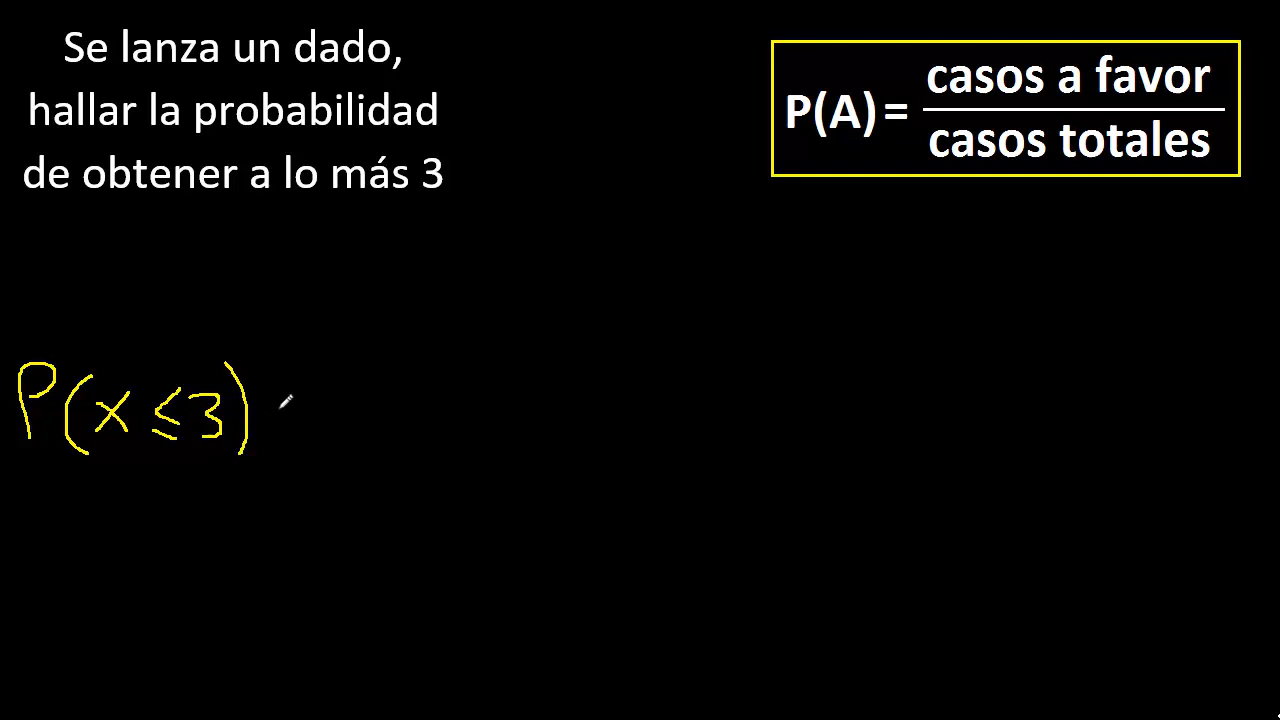 Se lanza un dado,
hallar la probabilidad
de obtener a lo más 3
P(A) = casos a favor
casos totales
P(x ≤ 3)